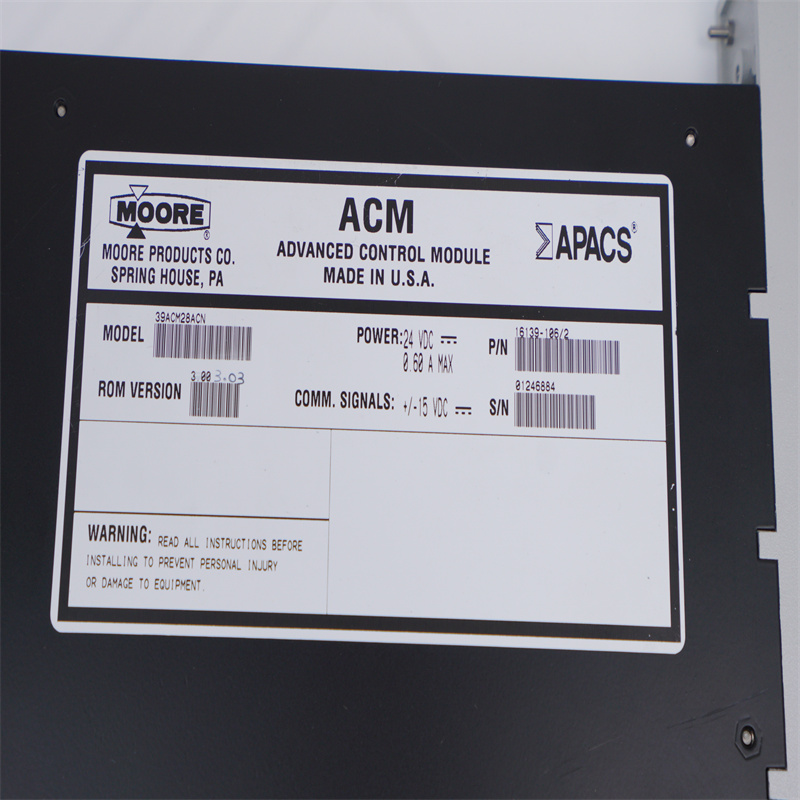 MOORE ®
MOORE PRODUCTS CO.
SPRING HOUSE, PA
ACM
ADVANCED CONTROL MODULE
MADE IN U.S.A.
APACS®
MODEL 39ACM28ACN
ROM VERSION 3.00 3.03
POWER: 24 VDC
0.60 A MAX
COMM. SIGNALS: +/-15 VDC
P/N 16139-106/2
S/N 01246884
WARNING: READ ALL INSTRUCTIONS BEFORE
INSTALLING TO PREVENT PERSONAL INJURY
OR DAMAGE TO EQUIPMENT.